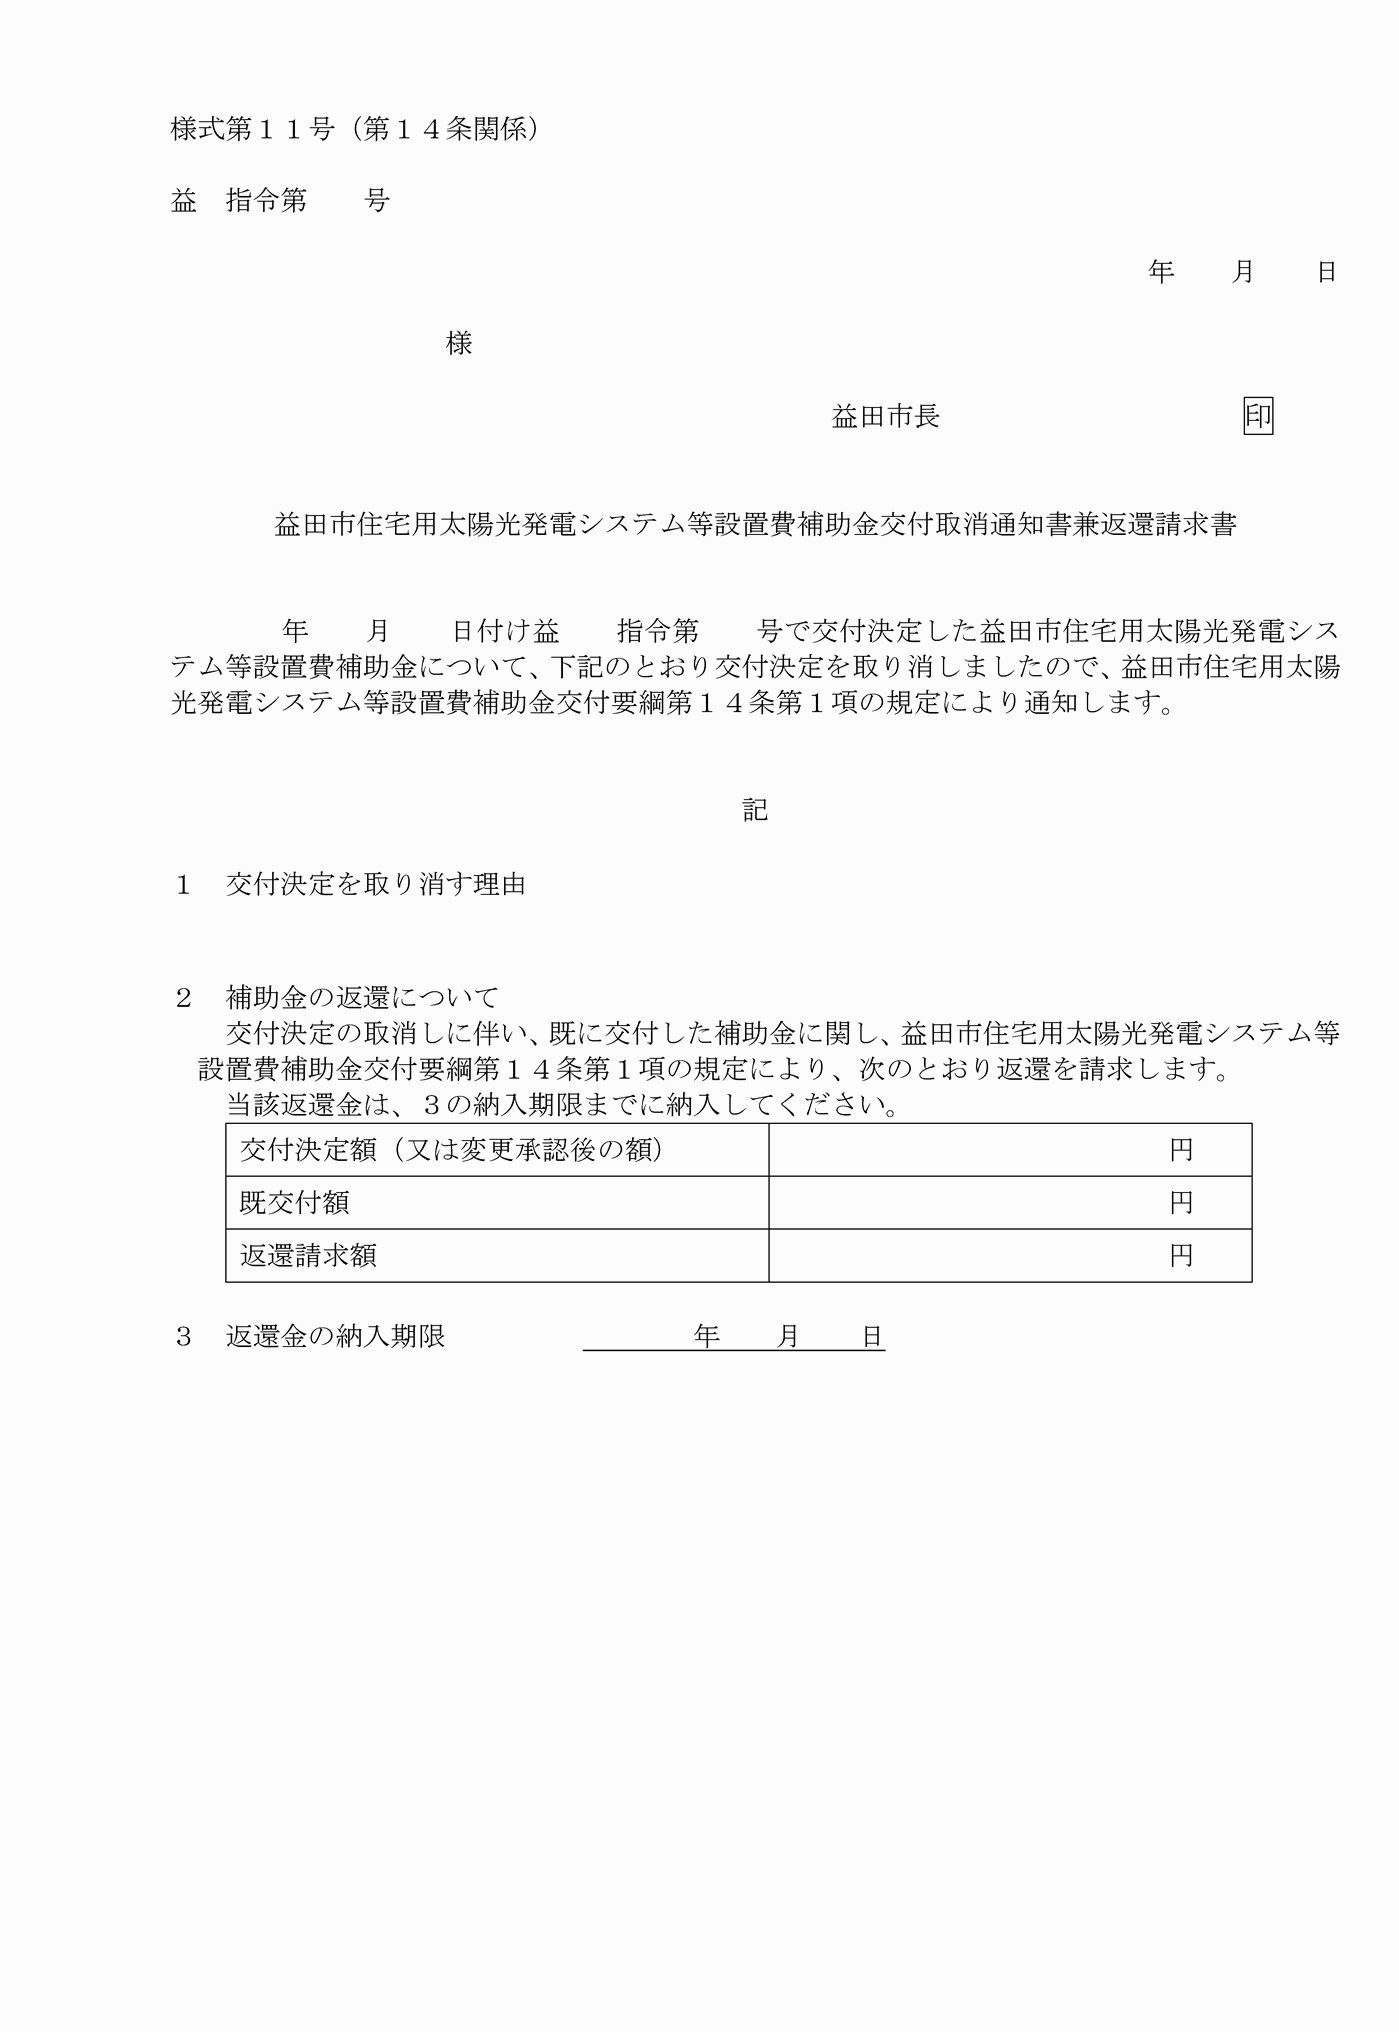 様式第１１号（第１４条関係）
益　指令第　　号
年　　月　　日
様
益田市長　　　　　　　　　　　印
益田市住宅用太陽光発電システム等設置費補助金交付取消通知書兼返還請求書
年　　月　　日付け益　　指令第　　号で交付決定した益田市住宅用太陽光発電シス
テム等設置費補助金について、下記のとおり交付決定を取り消しましたので、益田市住宅用太陽
光発電システム等設置費補助金交付要綱第１４条第１項の規定により通知します。
記
１　交付決定を取り消す理由
２　補助金の返還について
交付決定の取消しに伴い、既に交付した補助金に関し、益田市住宅用太陽光発電システム等
設置費補助金交付要綱第１４条第１項の規定により、次のとおり返還を請求します。
当該返還金は、３の納入期限までに納入してください。
交付決定額（又は変更承認後の額）　　円
既交付額　　円
返還請求額　　円
３　返還金の納入期限　　　　　年　　月　　日